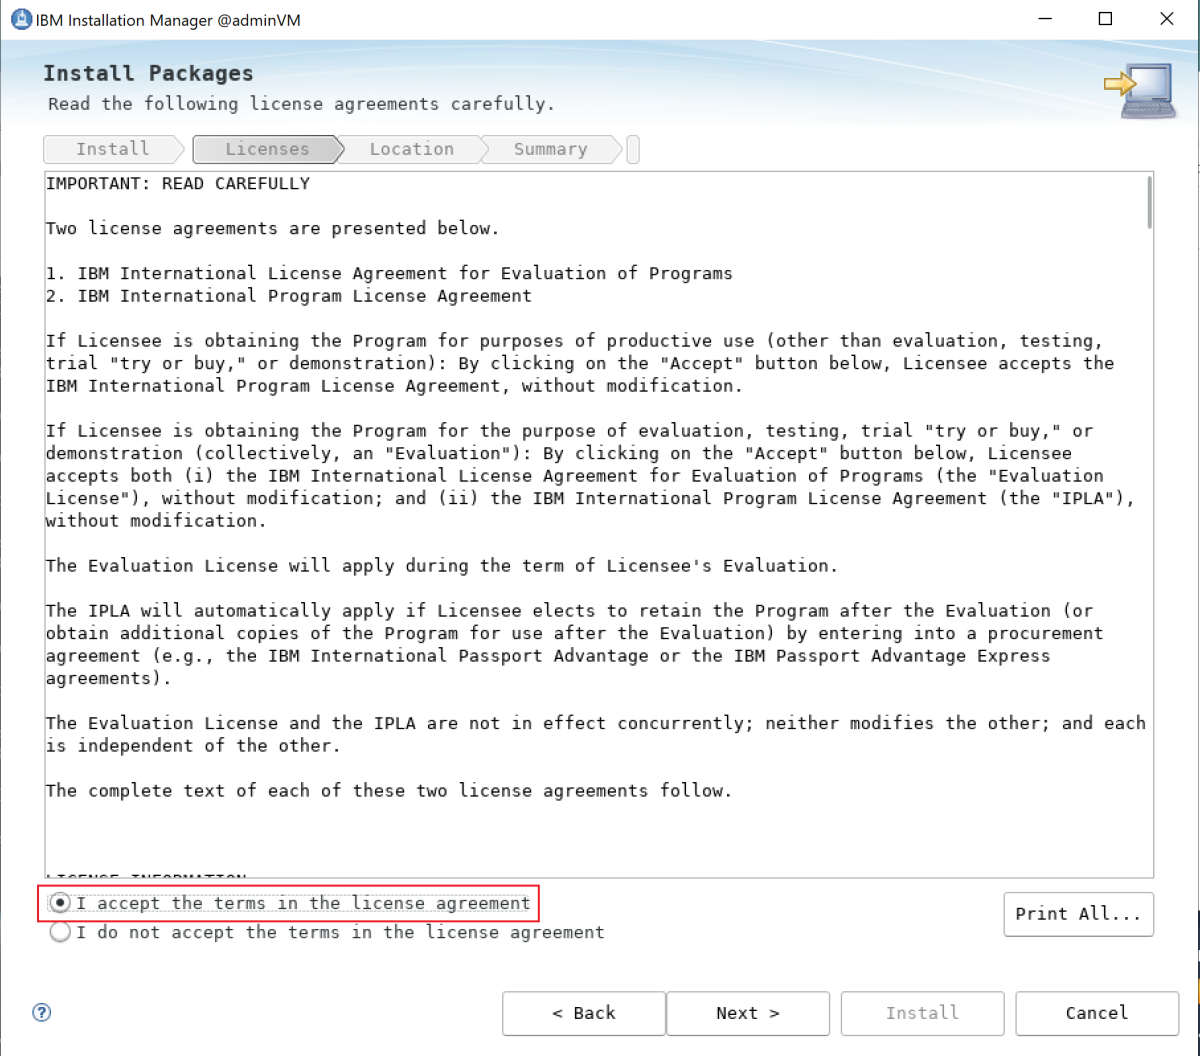 IBM Installation Manager @adminVM
Install Packages
Read the following license agreements carefully.
Install
Licenses
Location
Summary
IMPORTANT: READ CAREFULLY
Two license agreements are presented below.
1. IBM International License Agreement for Evaluation of Programs
2. IBM International Program License Agreement
If Licensee is obtaining the Program for purposes of productive use (other than evaluation, testing,
trial "try or buy," or demonstration): By clicking on the "Accept" button below, Licensee accepts the
IBM International Program License Agreement, without modification.
If Licensee is obtaining the Program for the purpose of evaluation, testing, trial "try or buy," or
demonstration (collectively, an "Evaluation"): By clicking on the "Accept" button below, Licensee
accepts both (i) the IBM International License Agreement for Evaluation of Programs (the "Evaluation
License"), without modification; and (ii) the IBM International Program License Agreement (the "IPLA"),
without modification.
The Evaluation License will apply during the term of Licensee's Evaluation.
The IPLA will automatically apply if Licensee elects to retain the Program after the Evaluation (or
obtain additional copies of the Program for use after the Evaluation) by entering into a procurement
agreement (e.g., the IBM International Passport Advantage or the IBM Passport Advantage Express
agreements).
The Evaluation License and the IPLA are not in effect concurrently; neither modifies the other; and each
is independent of the other.
The complete text of each of these two license agreements follow.
LICENSE INFORMATION
I accept the terms in the license agreement
I do not accept the terms in the license agreement
Print All...
?
< Back
Next >
Install
Cancel